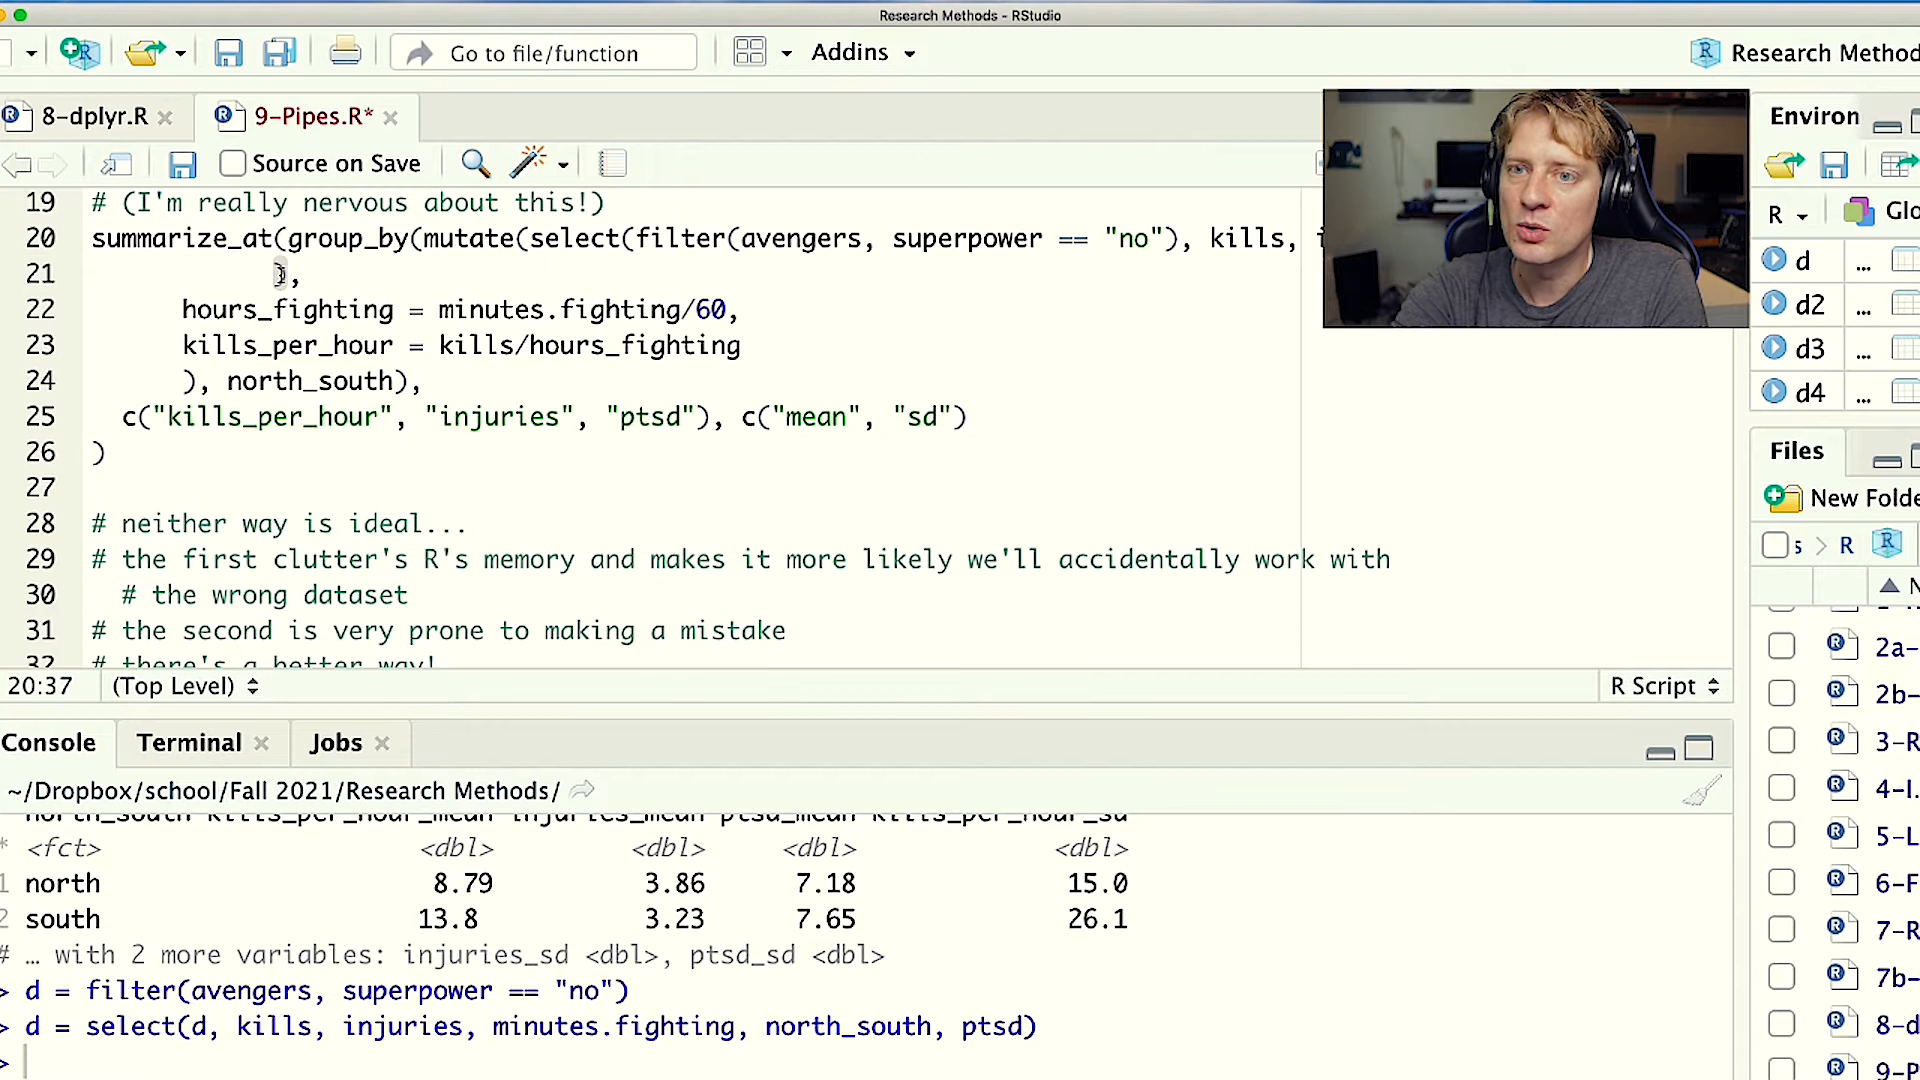 Research Methods - RStudio
Go to file/function
Addins
8-dplyr.R
9-Pipes.R*
Source on Save
19 # (I'm really nervous about this!)
20 summarize_at(group_by(mutate(select(filter(avengers, superpower == "no"), kills,
21 ),
22 hours_fighting = minutes.fighting/60,
23 kills_per_hour = kills/hours_fighting
24 ), north_south),
25 c("kills_per_hour", "injuries", "ptsd"), c("mean", "sd")
26 )
27
28 # neither way is ideal...
29 # the first clutter's R's memory and makes it more likely we'll accidentally work with
30 # the wrong dataset
31 # the second is very prone to making a mistake
32 # there's a better way!
20:37 (Top Level) R Script
Console Terminal Jobs
~/Dropbox/school/Fall 2021/Research Methods/
north_south kills_per_hour_mean injuries_mean ptsd_mean kills_per_hour_sd
* <fct> <dbl> <dbl> <dbl> <dbl>
1 north 8.79 3.86 7.18 15.0
2 south 13.8 3.23 7.65 26.1
# … with 2 more variables: injuries_sd <dbl>, ptsd_sd <dbl>
> d = filter(avengers, superpower == "no")
> d = select(d, kills, injuries, minutes.fighting, north_south, ptsd)
>
Research Method
Environ
R Glo
d ...
d2 ...
d3 ...
d4 ...
Files
New Folde
s > R
N
2a-
2b-
3-R
4-I.
5-L
6-F
7-R
7b-
8-d
9-P